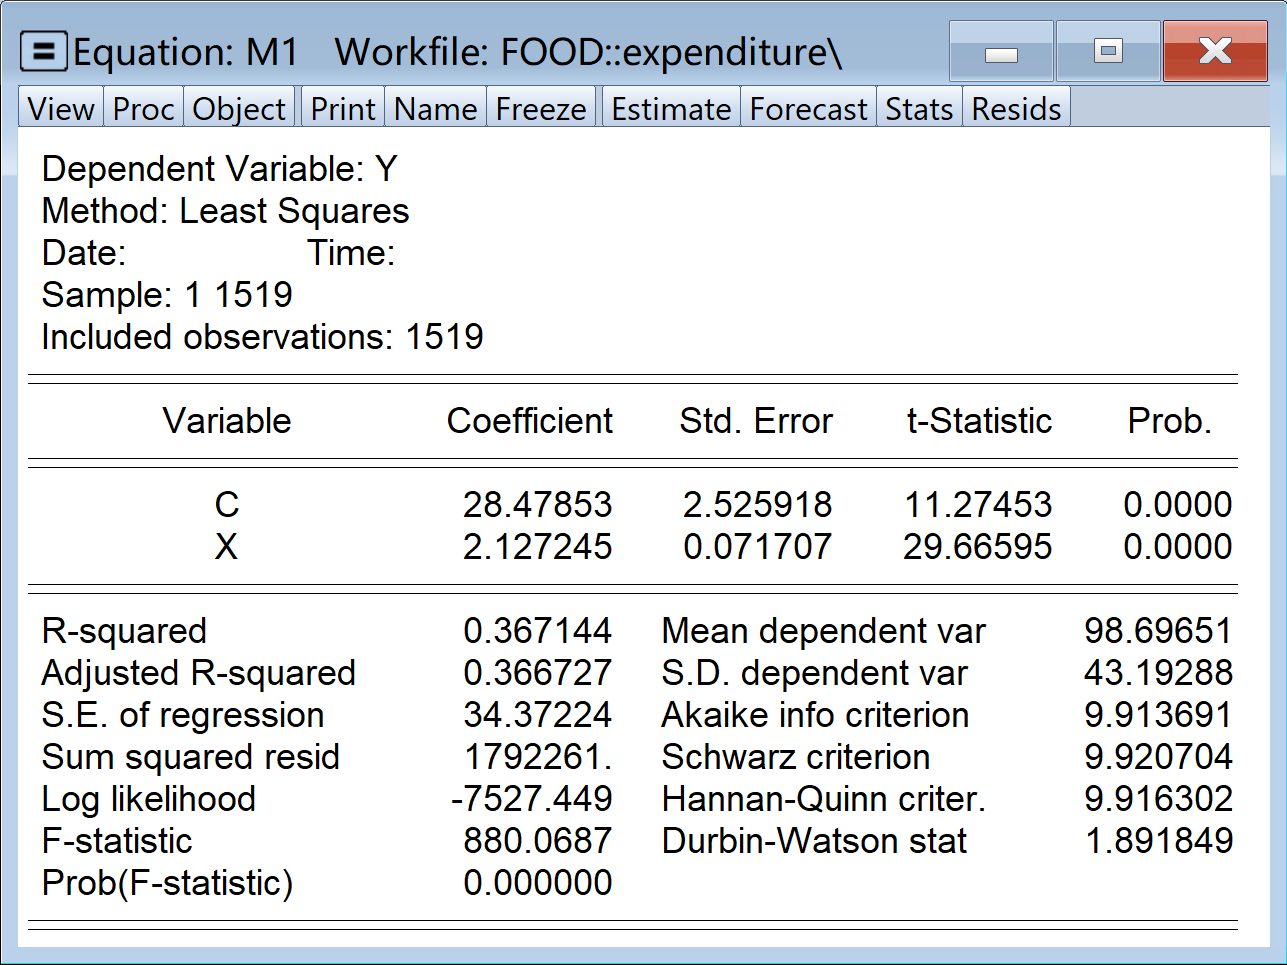 Equation: M1 Workfile: FOOD::expenditure\
View Proc Object Print Name Freeze Estimate Forecast Stats Resids
Dependent Variable: Y
Method: Least Squares
Date: Time:
Sample: 1 1519
Included observations: 1519
Variable Coefficient Std. Error t-Statistic Prob.
C 28.47853 2.525918 11.27453 0.0000
X 2.127245 0.071707 29.66595 0.0000
R-squared 0.367144 Mean dependent var 98.69651
Adjusted R-squared 0.366727 S.D. dependent var 43.19288
S.E. of regression 34.37224 Akaike info criterion 9.913691
Sum squared resid 1792261. Schwarz criterion 9.920704
Log likelihood -7527.449 Hannan-Quinn criter. 9.916302
F-statistic 880.0687 Durbin-Watson stat 1.891849
Prob(F-statistic) 0.000000